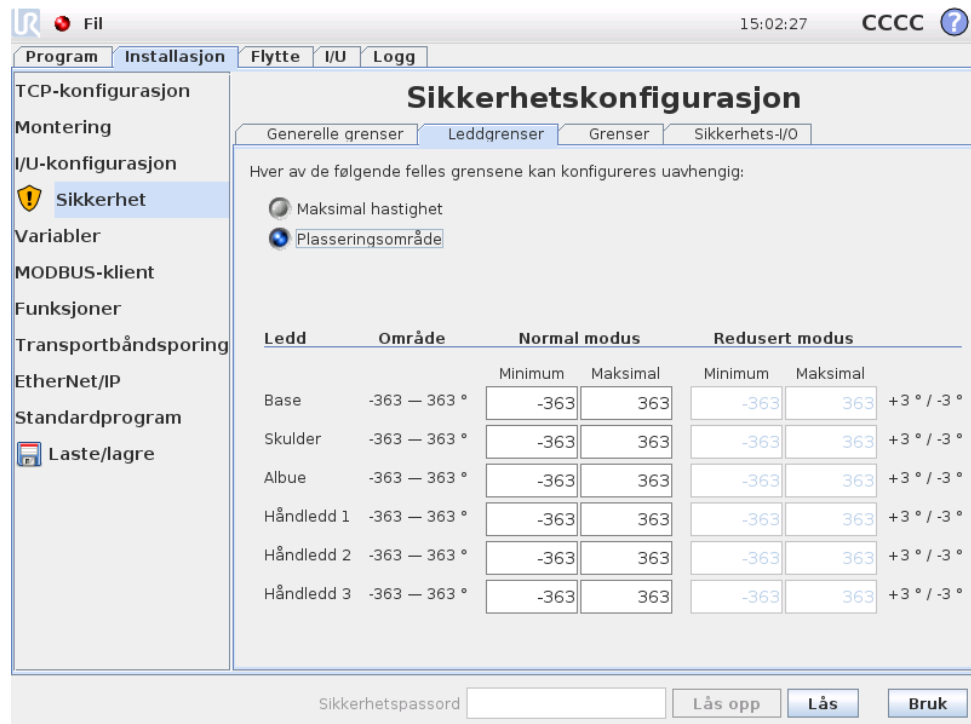 UR Fil 15:02:27 CCCC ?
Program Installasjon Flytte I/U Logg
TCP-konfigurasjon
Montering
I/U-konfigurasjon
Sikkerhet
Variabler
MODBUS-klient
Funksjoner
Transportbåndsporing
EtherNet/IP
Standardprogram
Laste/lagre
Sikkerhetskonfigurasjon
Generelle grenser Leddgrenser Grenser Sikkerhets-I/O
Hver av de følgende felles grensene kan konfigureres uavhengig:
Maksimal hastighet
Plasseringsområde
Ledd Område Normal modus Redusert modus
Minimum Maksimal Minimum Maksimal
Base -363 — 363 ° -363 363 -363 363 +3 ° / -3 °
Skulder -363 — 363 ° -363 363 -363 363 +3 ° / -3 °
Albue -363 — 363 ° -363 363 -363 363 +3 ° / -3 °
Håndledd 1 -363 — 363 ° -363 363 -363 363 +3 ° / -3 °
Håndledd 2 -363 — 363 ° -363 363 -363 363 +3 ° / -3 °
Håndledd 3 -363 — 363 ° -363 363 -363 363 +3 ° / -3 °
Sikkerhetspassord Lås opp Lås Bruk